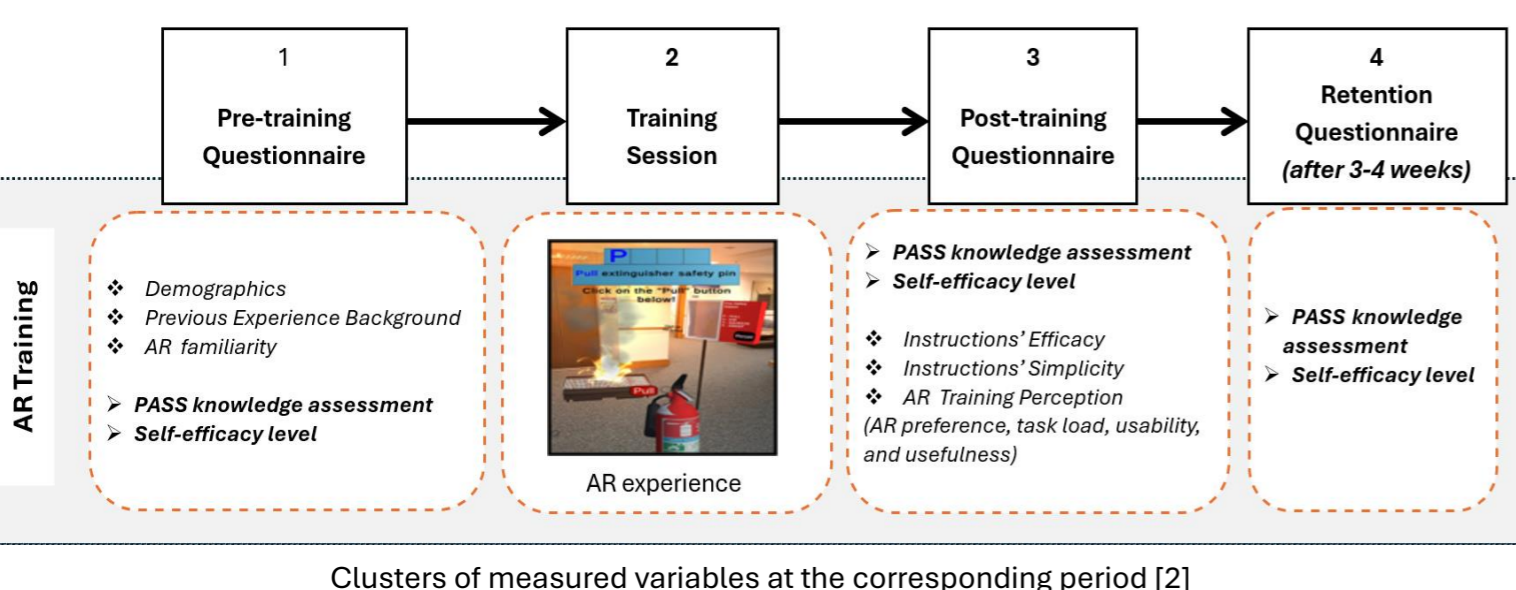 1
Pre-training
Questionnaire
2
Training
Session
3
Post-training
Questionnaire
4
Retention
Questionnaire
(after 3-4 weeks)
AR Training
❖ Demographics
❖ Previous Experience Background
❖ AR familiarity
➢ PASS knowledge assessment
➢ Self-efficacy level
P
Pull extinguisher safety pin
Click on the "Pull" button
below!
Pull
AR experience
➢ PASS knowledge assessment
➢ Self-efficacy level
❖ Instructions’ Efficacy
❖ Instructions’ Simplicity
❖ AR Training Perception
(AR preference, task load, usability,
and usefulness)
➢ PASS knowledge
assessment
➢ Self-efficacy level
Clusters of measured variables at the corresponding period [2]